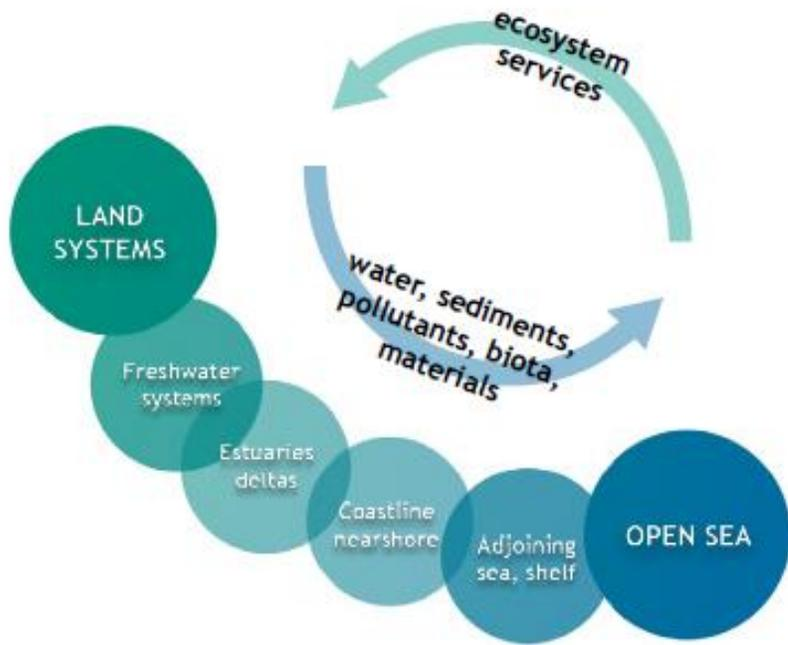 ecosystem
services
LAND
SYSTEMS
water, sediments,
pollutants, biota,
materials
Freshwater
systems
Estuaries
deltas
Coastline
nearshore
Adjoining
sea, shelf
OPEN SEA